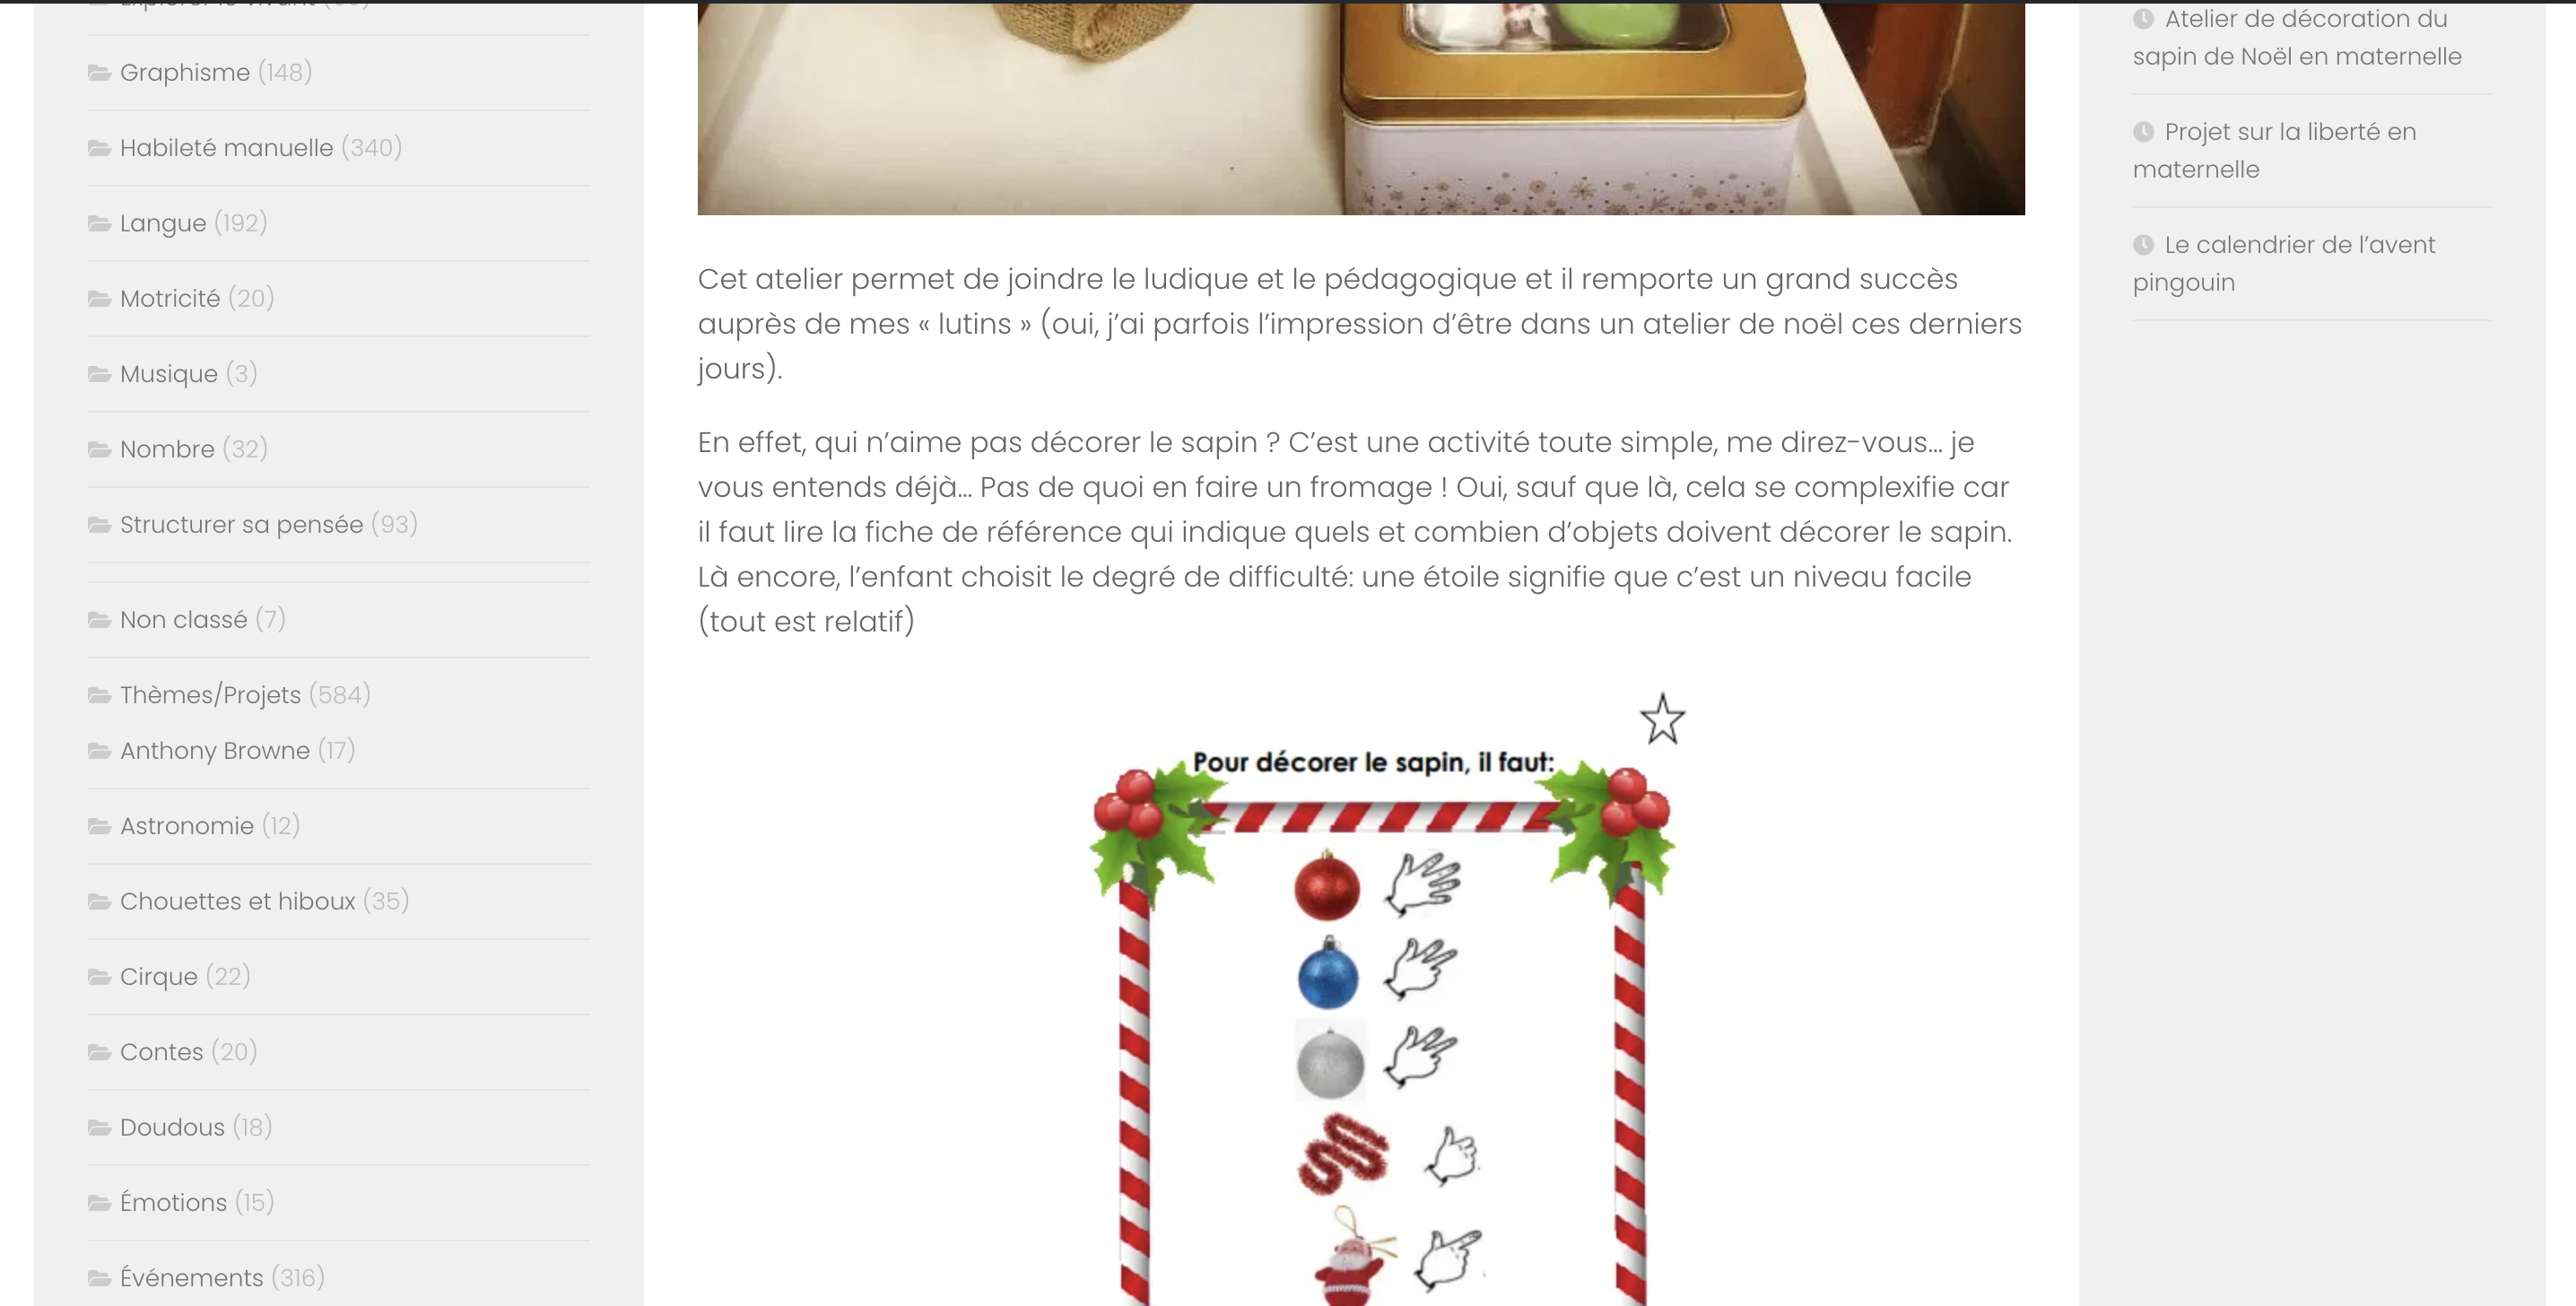 Graphisme (148)
Habileté manuelle (340)
Langue (192)
Motricité (20)
Musique (3)
Nombre (32)
Structurer sa pensée (93)
Non classé (7)
Thèmes/Projets (584)
Anthony Browne (17)
Astronomie (12)
Chouettes et hiboux (35)
Cirque (22)
Contes (20)
Doudous (18)
Émotions (15)
Événements (316)
Cet atelier permet de joindre le ludique et le pédagogique et il remporte un grand succès
auprès de mes « lutins » (oui, j’ai parfois l’impression d’être dans un atelier de noël ces derniers
jours).
En effet, qui n’aime pas décorer le sapin ? C’est une activité toute simple, me direz-vous… je
vous entends déjà… Pas de quoi en faire un fromage ! Oui, sauf que là, cela se complexifie car
il faut lire la fiche de référence qui indique quels et combien d’objets doivent décorer le sapin.
Là encore, l’enfant choisit le degré de difficulté: une étoile signifie que c’est un niveau facile
(tout est relatif)
Pour décorer le sapin, il faut:
Atelier de décoration du
sapin de Noël en maternelle
Projet sur la liberté en
maternelle
Le calendrier de l’avent
pingouin